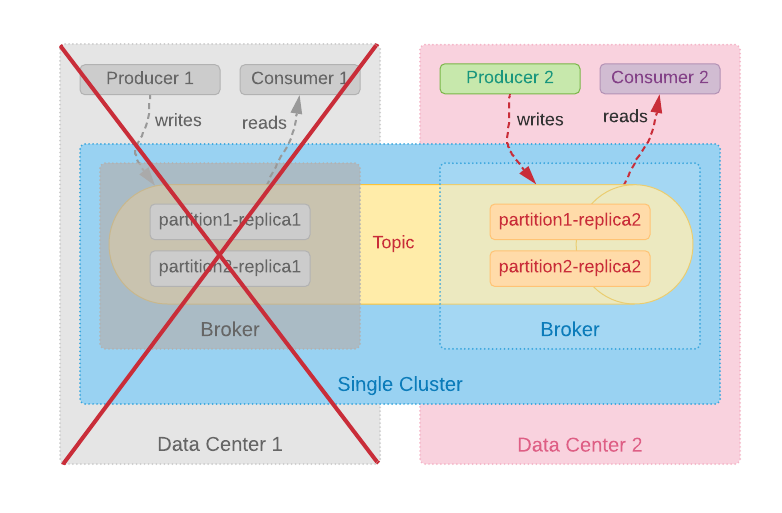 Producer 1
Consumer 1
Producer 2
Consumer 2
writes
reads
writes
reads
partition1-replica1
partition2-replica1
Topic
partition1-replica2
partition2-replica2
Broker
Broker
Single Cluster
Data Center 1
Data Center 2